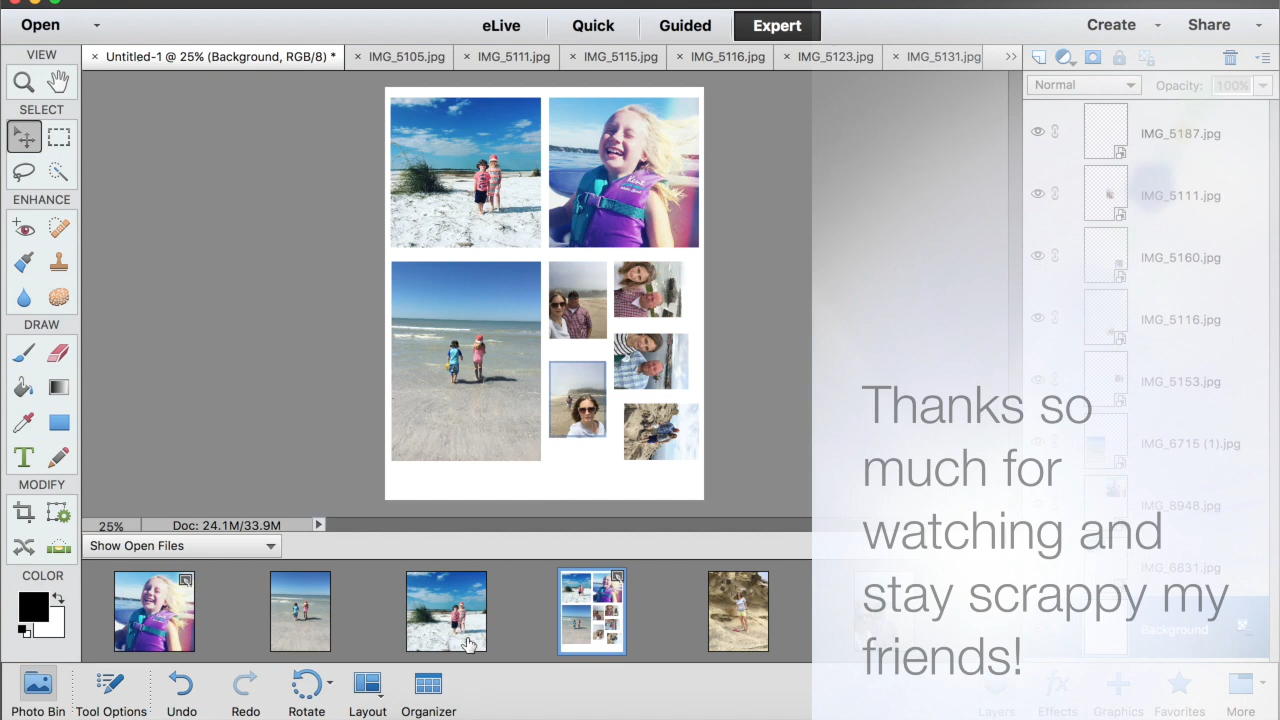 Open
eLive
Quick
Guided
Expert
Create
Share
VIEW
× Untitled-1 @ 25% (Background, RGB/8) *
× IMG_5105.jpg
× IMG_5111.jpg
× IMG_5115.jpg
× IMG_5116.jpg
× IMG_5123.jpg
× IMG_5131.jpg
SELECT
ENHANCE
DRAW
MODIFY
COLOR
Normal
Opacity: 100%
IMG_5187.jpg
IMG_5111.jpg
IMG_5160.jpg
IMG_5116.jpg
IMG_5153.jpg
IMG_6715 (1).jpg
IMG_8948.jpg
IMG_6631.jpg
Background
Thanks so
much for
watching and
stay scrappy my
friends!
25%
Doc: 24.1M/33.9M
Show Open Files
Photo Bin
Tool Options
Undo
Redo
Rotate
Layout
Organizer
Layers
Effects
Graphics
Favorites
More